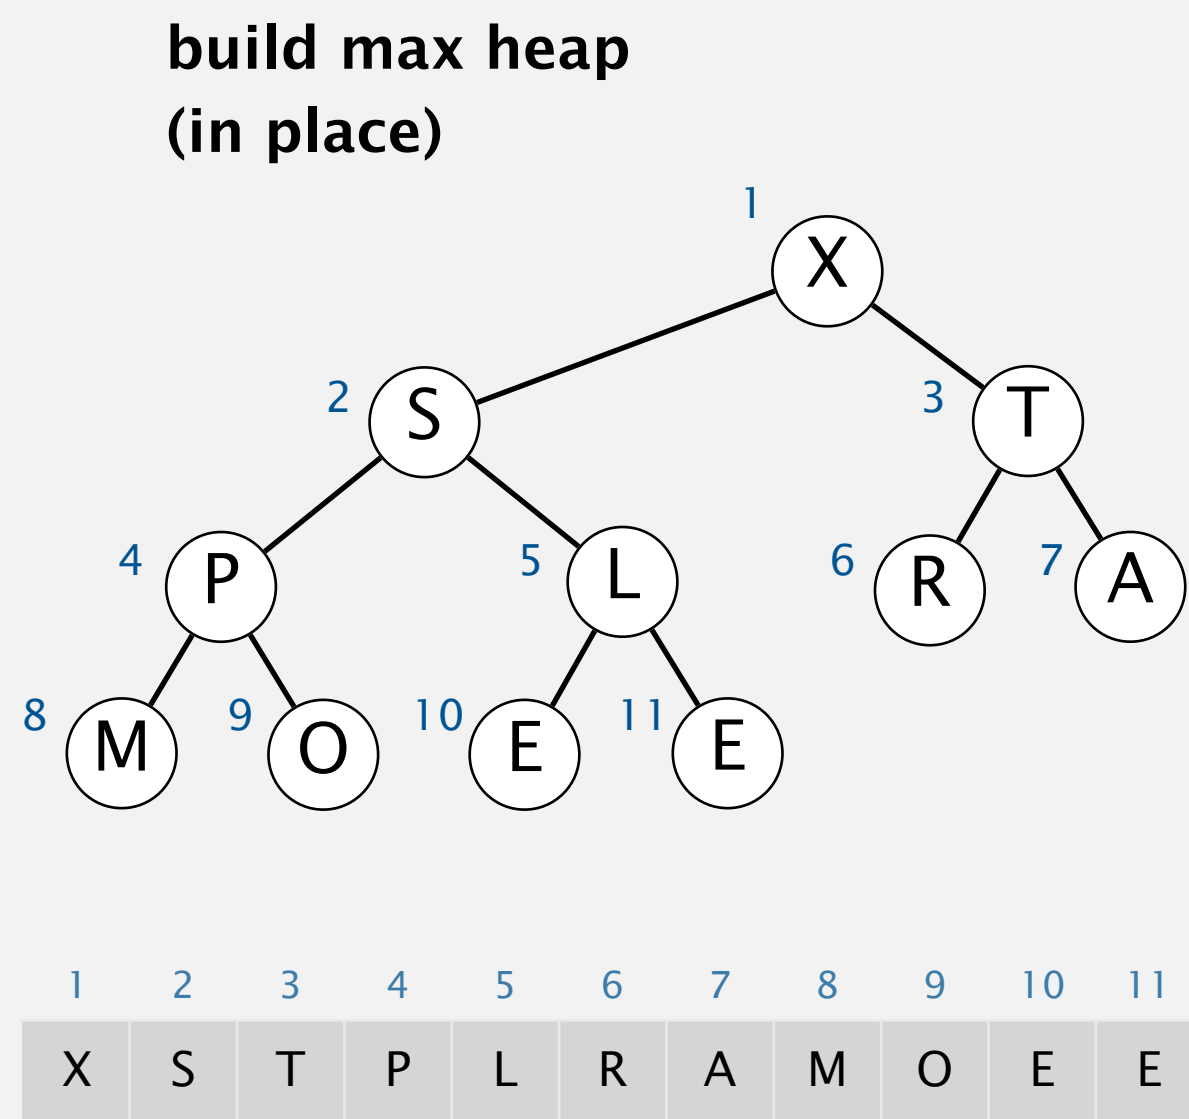 build max heap
(in place)
1
X
2 S 3 T
4 P 5 L 6 R 7 A
8 M 9 O 10 E 11 E
1 2 3 4 5 6 7 8 9 10 11
X S T P L R A M O E E